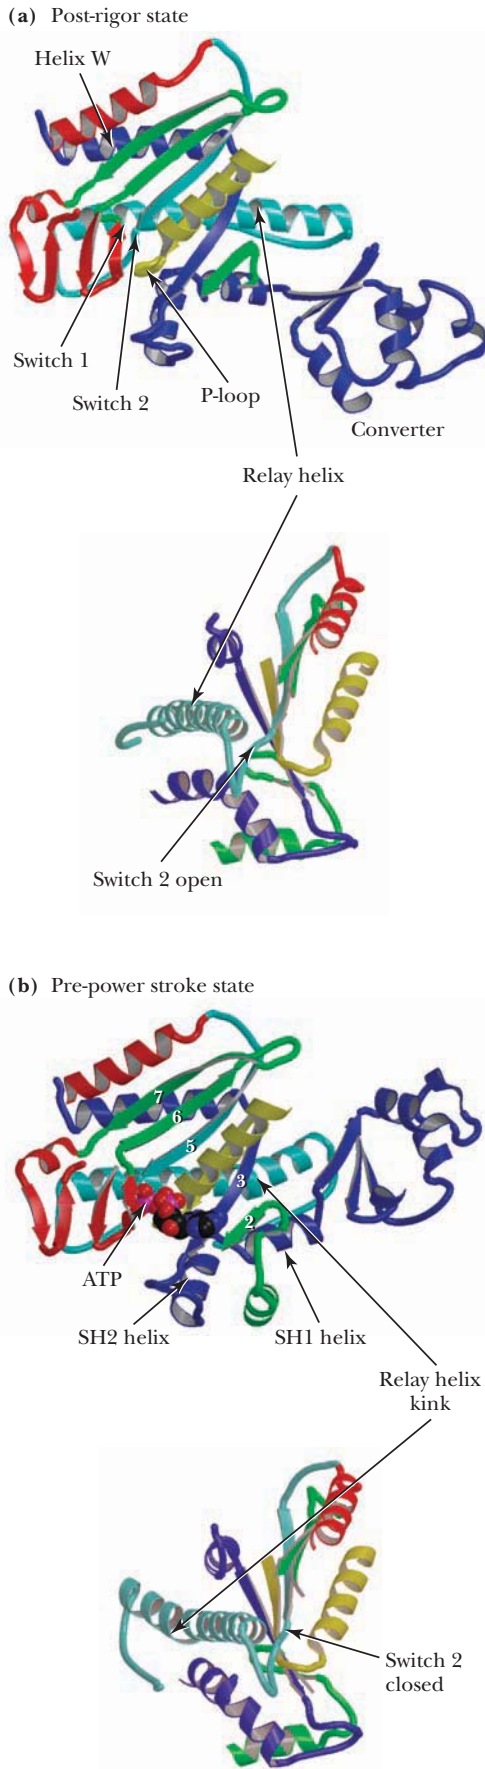 (a) Post-rigor state
Helix W
Switch 1
Switch 2
P-loop
Converter
Relay helix
Switch 2 open
(b) Pre-power stroke state
7
6
5
3
2
ATP
SH2 helix
SH1 helix
Relay helix
kink
Switch 2
closed